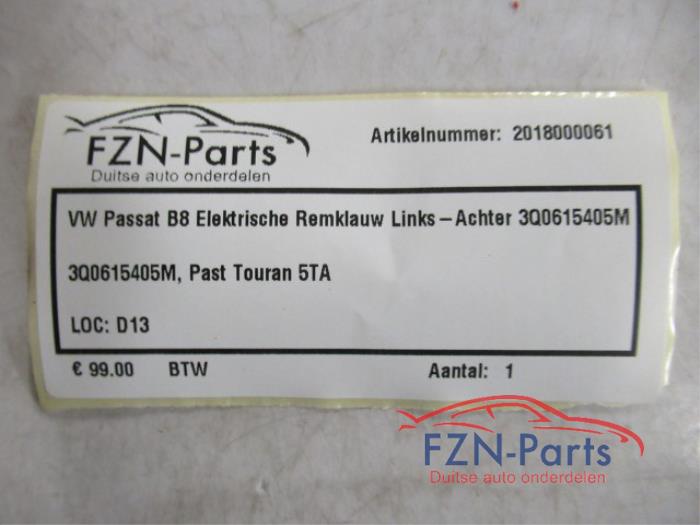 FZN-Parts
Duitse auto onderdelen
Artikelnummer: 2018000061
VW Passat B8 Elektrische Remklauw Links – Achter 3Q0615405M
3Q0615405M, Past Touran 5TA
LOC: D13
€ 99.00 BTW Aantal: 1
FZN-Parts
Duitse auto onderdelen